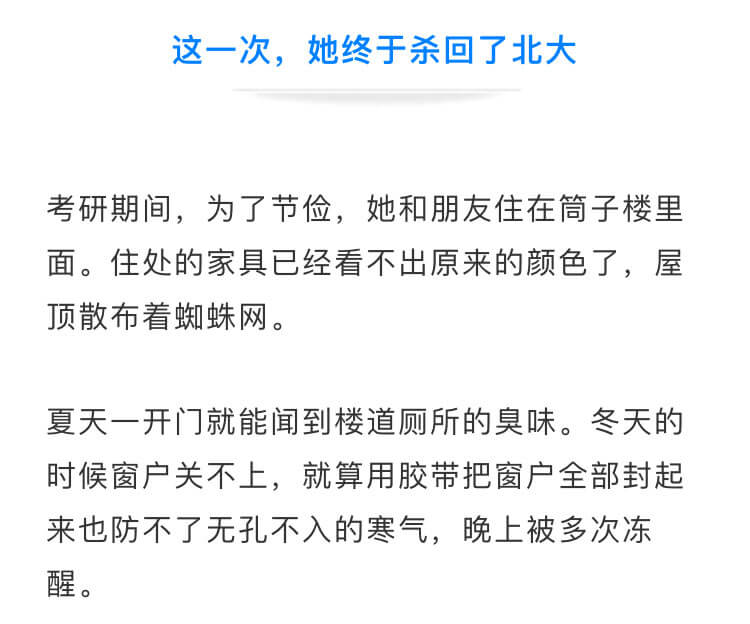 这一次，她终于杀回了北大
考研期间，为了节俭，她和朋友住在筒子楼里
面。住处的家具已经看不出原来的颜色了，屋
顶散布着蜘蛛网。
夏天一开门就能闻到楼道厕所的臭味。冬天的
时候窗户关不上，就算用胶带把窗户全部封起
来也防不了无孔不入的寒气，晚上被多次冻
醒。